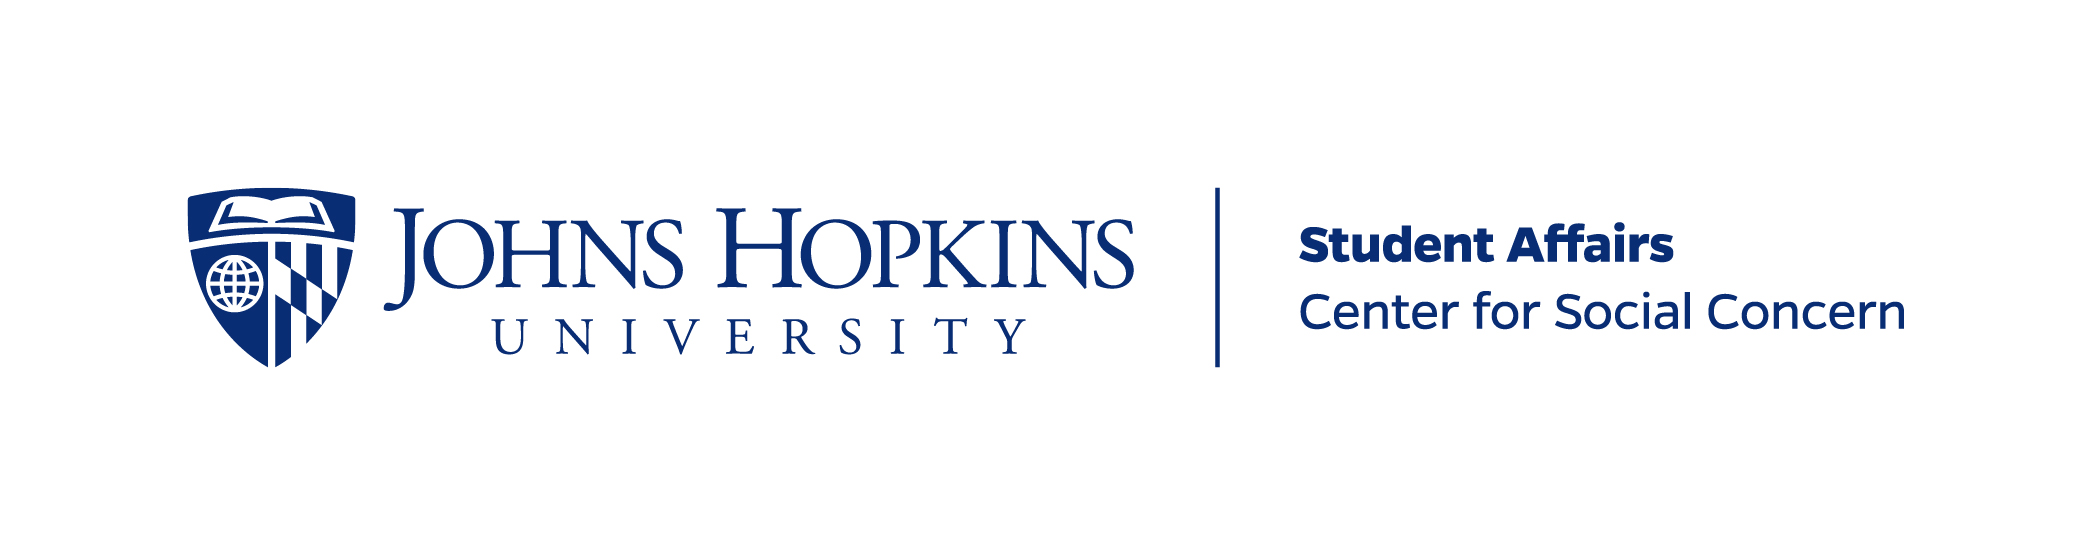 JOHNS HOPKINS
UNIVERSITY
Student Affairs
Center for Social Concern